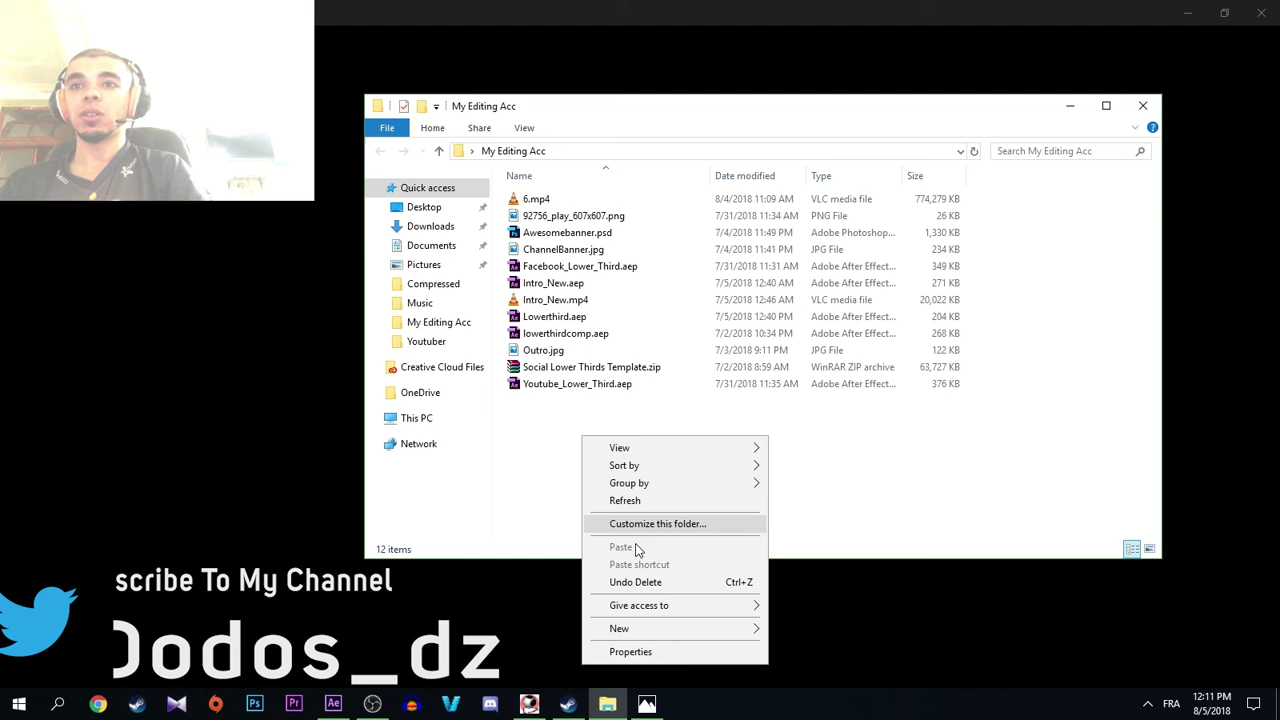 My Editing Acc
File Home Share View
My Editing Acc
Search My Editing Acc
Name Date modified Type Size
Quick access
Desktop
Downloads
Documents
Pictures
Compressed
Music
My Editing Acc
Youtuber
Creative Cloud Files
OneDrive
This PC
Network
6.mp4 8/4/2018 11:09 AM VLC media file 774,279 KB
92756_play_607x607.png 7/31/2018 11:34 AM PNG File 26 KB
Awesomebanner.psd 7/4/2018 11:49 PM Adobe Photoshop... 1,330 KB
ChannelBanner.jpg 7/4/2018 11:41 PM JPG File 234 KB
Facebook_Lower_Third.aep 7/31/2018 11:31 AM Adobe After Effect... 349 KB
Intro_New.aep 7/5/2018 12:40 AM Adobe After Effect... 271 KB
Intro_New.mp4 7/5/2018 12:46 AM VLC media file 20,022 KB
Lowerthird.aep 7/5/2018 12:40 PM Adobe After Effect... 204 KB
lowerthirdcomp.aep 7/2/2018 10:34 PM Adobe After Effect... 268 KB
Outro.jpg 7/3/2018 9:11 PM JPG File 122 KB
Social Lower Thirds Template.zip 7/2/2018 8:59 AM WinRAR ZIP archive 63,727 KB
Youtube_Lower_Third.aep 7/31/2018 11:35 AM Adobe After Effect... 376 KB
View
Sort by
Group by
Refresh
Customize this folder...
Paste
Paste shortcut
Undo Delete Ctrl+Z
Give access to
New
Properties
12 items
scribe To My Channel
Dodos_dz
FRE 12:11 PM
8/5/2018